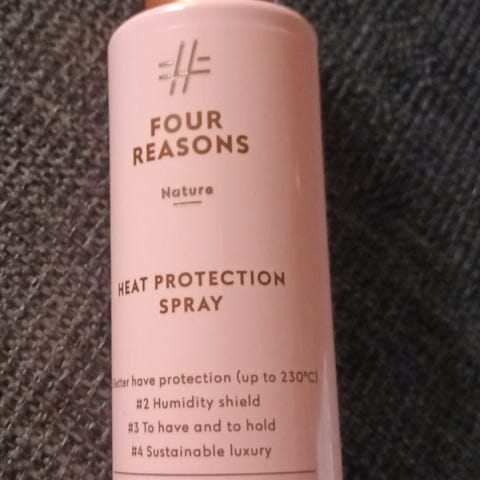 FOUR
REASONS
Nature
HEAT PROTECTION
SPRAY
better have protection (up to 230°C)
#2 Humidity shield
#3 To have and to hold
#4 Sustainable luxury